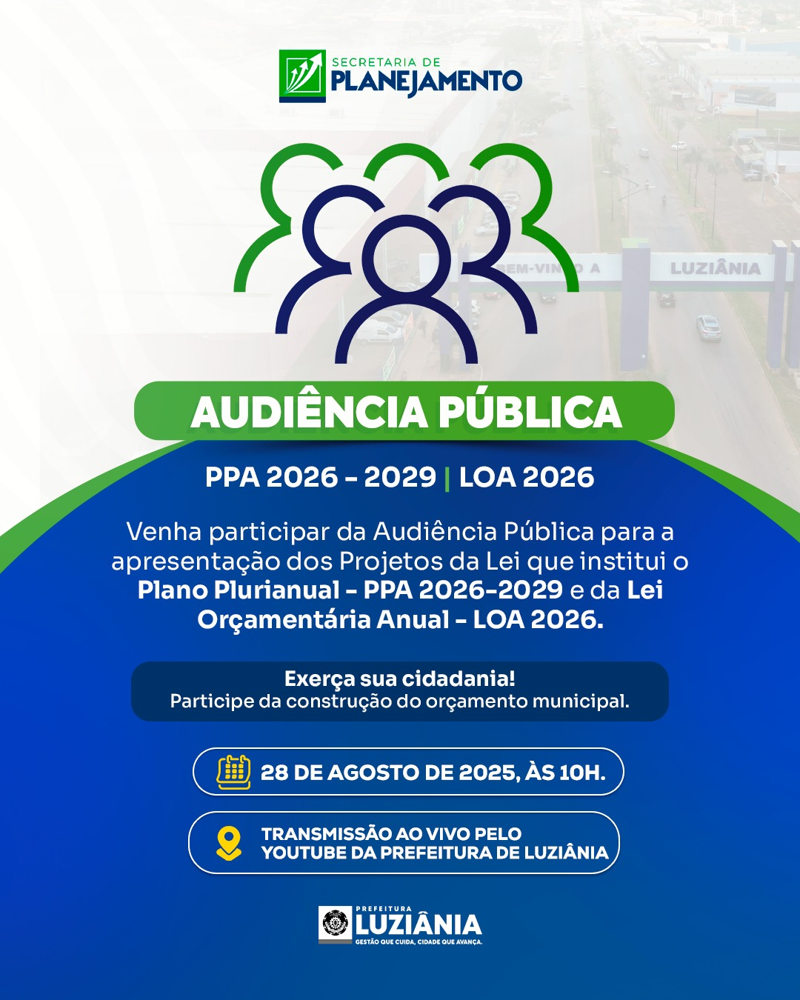 SECRETARIA DE
PLANEJAMENTO
BEM-VINDO A
LUZIÂNIA
AUDIÊNCIA PÚBLICA
PPA 2026 - 2029 | LOA 2026
Venha participar da Audiência Pública para a
apresentação dos Projetos da Lei que institui o
Plano Plurianual - PPA 2026-2029 e da Lei
Orçamentária Anual - LOA 2026.
Exerça sua cidadania!
Participe da construção do orçamento municipal.
28 DE AGOSTO DE 2025, ÀS 10H.
TRANSMISSÃO AO VIVO PELO
YOUTUBE DA PREFEITURA DE LUZIÂNIA
PREFEITURA
LUZIÂNIA
GESTÃO QUE CUIDA, CIDADE QUE AVANÇA.